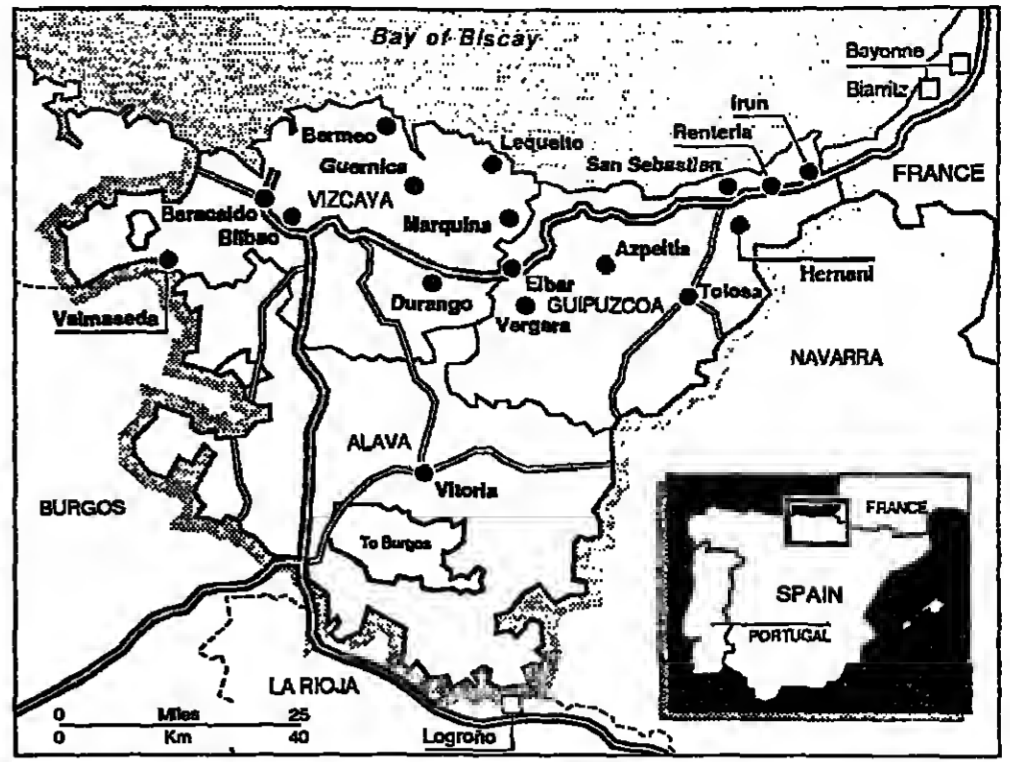 Bay of Biscay
Bayonne
Biarritz
Irun
Renteria
Bermeo
Lequeito
Guernica
San Sebastian
FRANCE
Baracaldo
VIZCAYA
Bilbao
Marquina
Azpeitia
Hernani
Eibar
Durango
GUIPUZCOA
Tolosa
Valmaseda
Vergara
NAVARRA
ALAVA
Vitoria
BURGOS
To Burgos
FRANCE
SPAIN
PORTUGAL
LA RIOJA
0 Miles 25
0 Km 40
Logroño